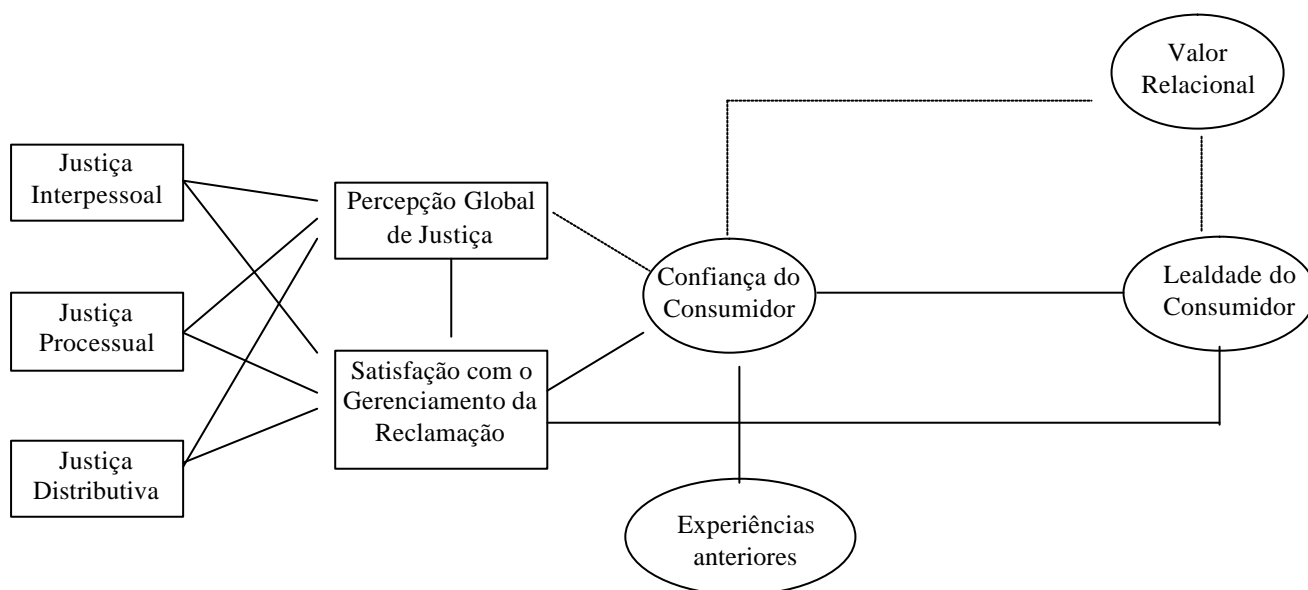 Valor
Relacional
Justiça
Interpessoal
Percepção Global
de Justiça
Confiança do
Consumidor
Lealdade do
Consumidor
Justiça
Processual
Satisfação com o
Gerenciamento da
Reclamação
Justiça
Distributiva
Experiências
anteriores